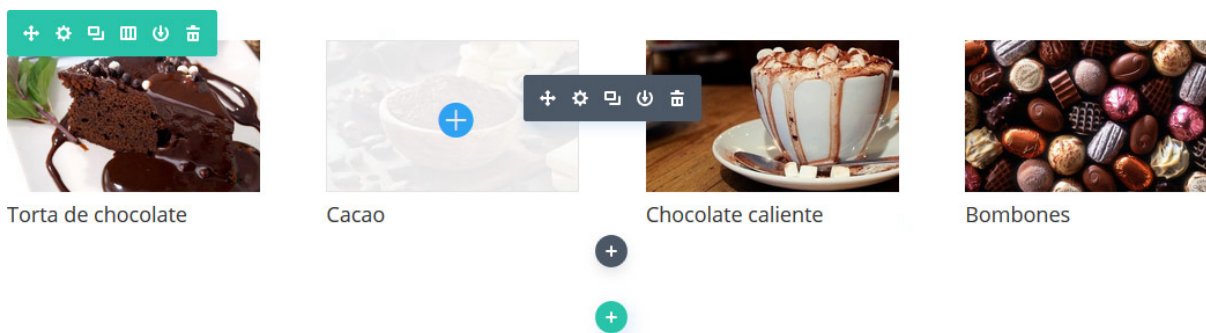 Torta de chocolate
Cacao
Chocolate caliente
Bombones